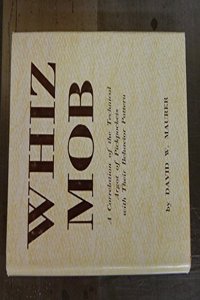 WHIZ
MOB
A Correlation of the Technical
Argot of Pickpockets
with Their Behavior Pattern
by DAVID W. MAURER